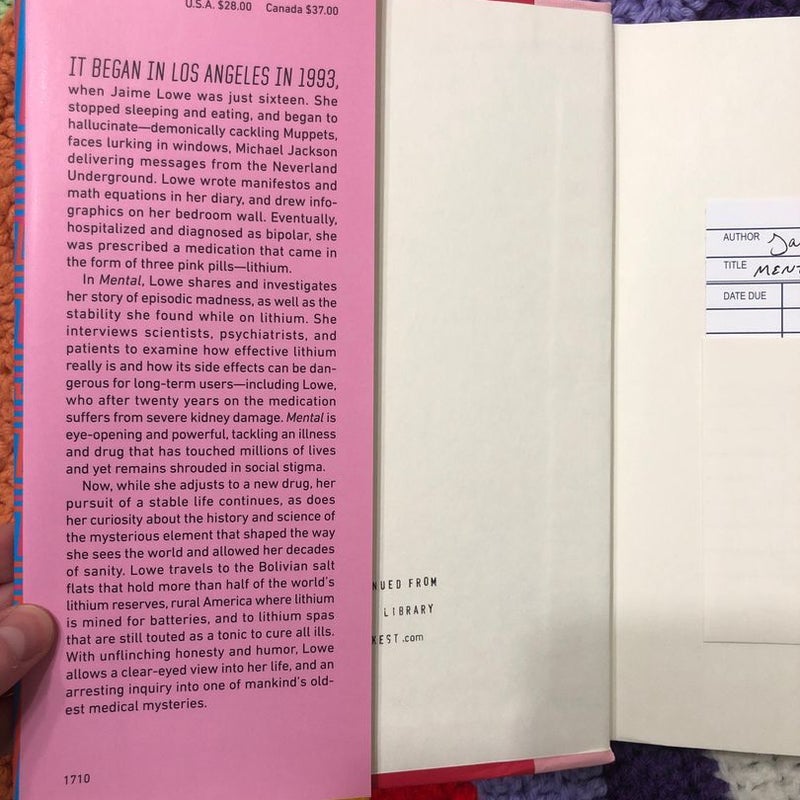 U.S.A. $28.00 Canada $37.00
IT BEGAN IN LOS ANGELES IN 1993,
when Jaime Lowe was just sixteen. She
stopped sleeping and eating, and began to
hallucinate—demonically cackling Muppets,
faces lurking in windows, Michael Jackson
delivering messages from the Neverland
Underground. Lowe wrote manifestos and
math equations in her diary, and drew info-
graphics on her bedroom wall. Eventually,
hospitalized and diagnosed as bipolar, she
was prescribed a medication that came in
the form of three pink pills—lithium.
In Mental, Lowe shares and investigates
her story of episodic madness, as well as the
stability she found while on lithium. She
interviews scientists, psychiatrists, and
patients to examine how effective lithium
really is and how its side effects can be dan-
gerous for long-term users—including Lowe,
who after twenty years on the medication
suffers from severe kidney damage. Mental is
eye-opening and powerful, tackling an illness
and drug that has touched millions of lives
and yet remains shrouded in social stigma.
Now, while she adjusts to a new drug, her
pursuit of a stable life continues, as does
her curiosity about the history and science of
the mysterious element that shaped the way
she sees the world and allowed her decades
of sanity. Lowe travels to the Bolivian salt
flats that hold more than half of the world's
lithium reserves, rural America where lithium
is mined for batteries, and to lithium spas
that are still touted as a tonic to cure all ills.
With unflinching honesty and humor, Lowe
allows a clear-eyed view into her life, and an
arresting inquiry into one of mankind's old-
est medical mysteries.
1710
NUED FROM
LIBRARY
KEST.com
AUTHOR Ja
TITLE MENT
DATE DUE